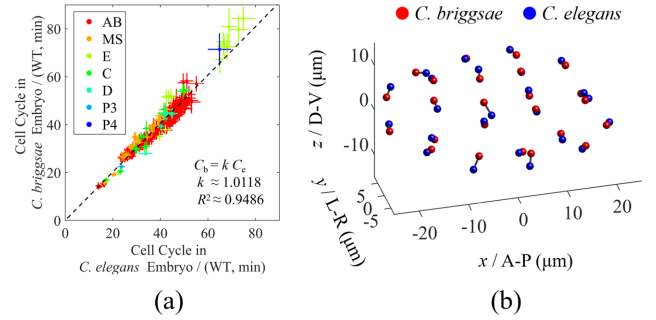 (a)
Cell Cycle in
C. briggsae Embryo / (WT, min)
80
60
40
20
0
AB
MS
E
C
D
P3
P4
C_b = k C_e
k ≈ 1.0118
R² ≈ 0.9486
0 20 40 60 80
Cell Cycle in
C. elegans Embryo / (WT, min)
(a)
C. briggsae C. elegans
z / D-V (μm)
10
0
-10
y / L-R (μm)
5
0
-5
-20 -10 0 10 20
x / A-P (μm)
(b)